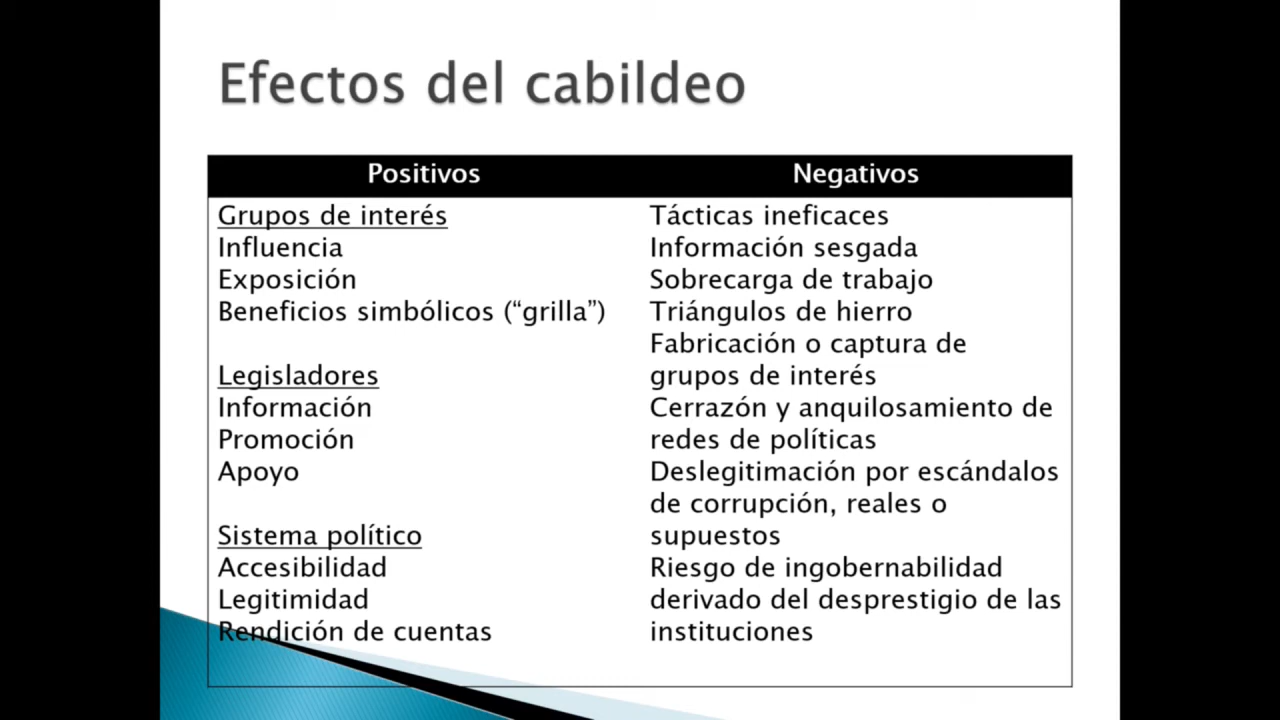 Efectos del cabildeo
Positivos
Negativos
Grupos de interés
Influencia
Exposición
Beneficios simbólicos (“grilla”)
Legisladores
Información
Promoción
Apoyo
Sistema político
Accesibilidad
Legitimidad
Rendición de cuentas
Tácticas ineficaces
Información sesgada
Sobrecarga de trabajo
Triángulos de hierro
Fabricación o captura de
grupos de interés
Cerrazón y anquilosamiento de
redes de políticas
Deslegitimación por escándalos
de corrupción, reales o
supuestos
Riesgo de ingobernabilidad
derivado del desprestigio de las
instituciones